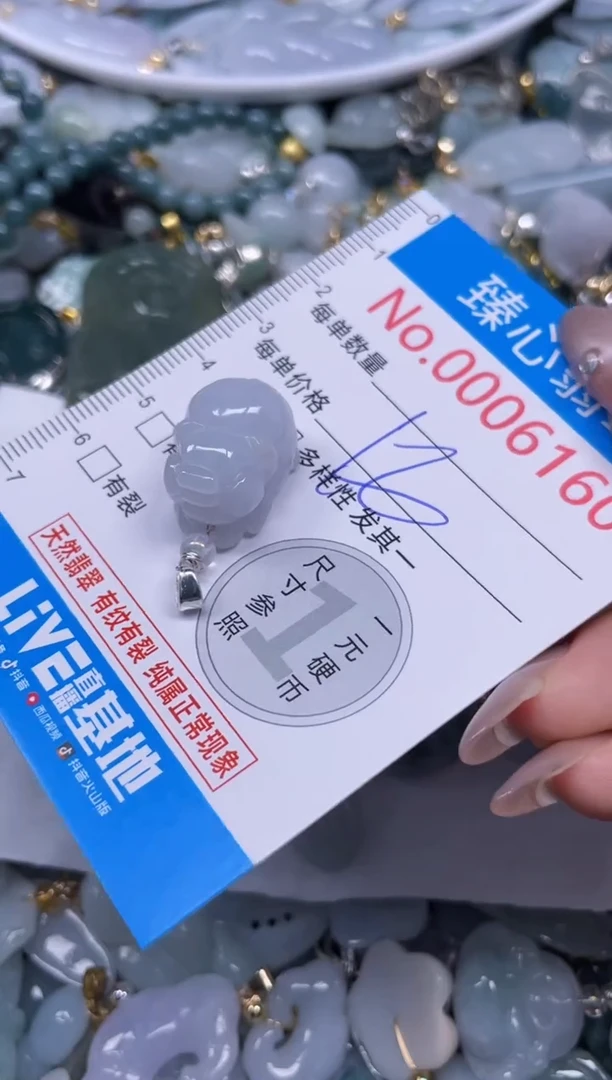 臻心翡
No.0006160
0
1
2
3
4
5
6
7
每单数量
每单价格
多样性 发其一
有裂
尺寸参照
1
一元硬币
天然翡翠 有纹有裂 纯属正常现象
LiVE直播基地
抖音 西瓜视频 抖音火山版